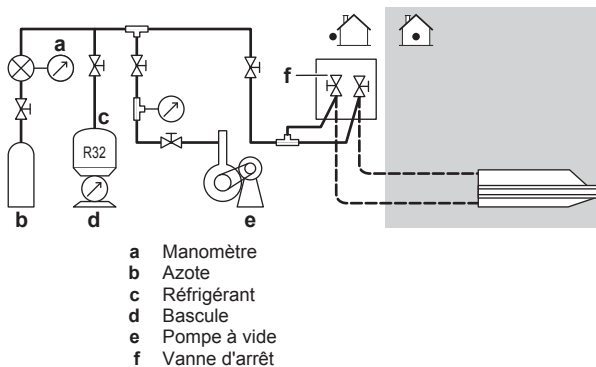 a
f
c
R32
b
d
e
a Manomètre
b Azote
c Réfrigérant
d Bascule
e Pompe à vide
f Vanne d'arrêt